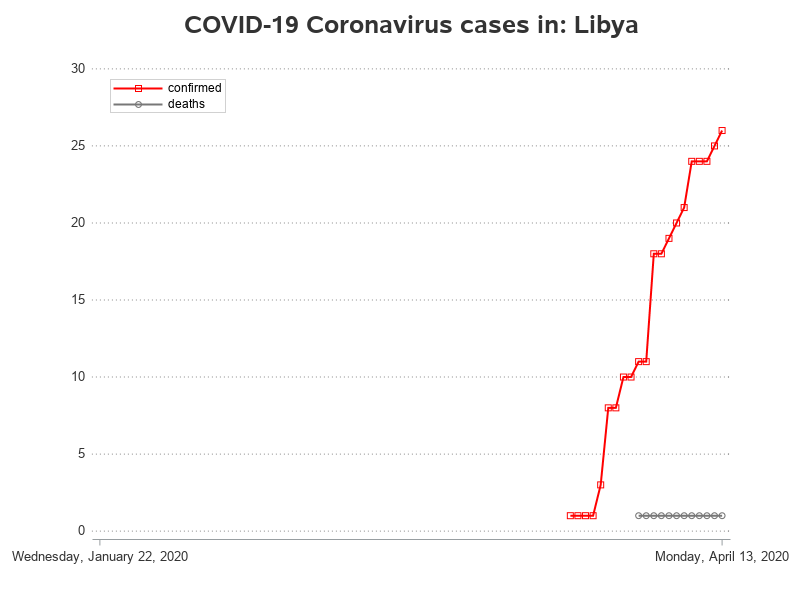 COVID-19 Coronavirus cases in: Libya
30
confirmed
deaths
25
20
15
10
5
0
Wednesday, January 22, 2020
Monday, April 13, 2020